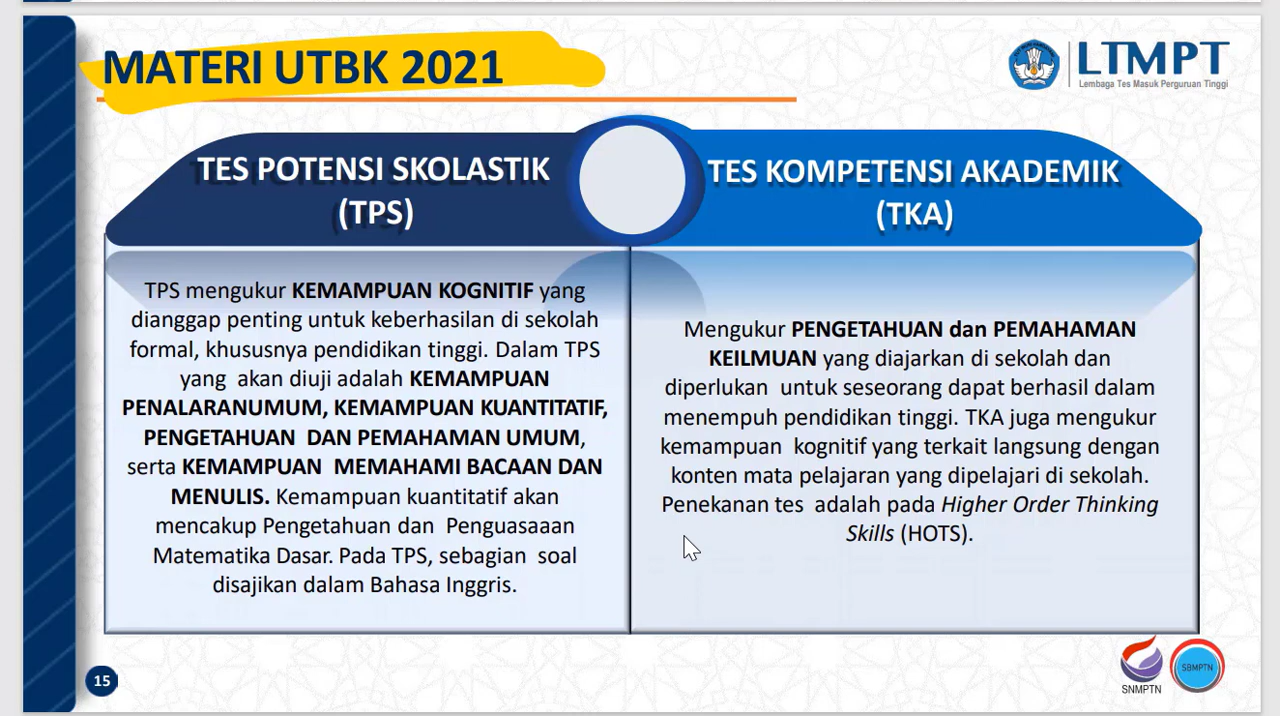 MATERI UTBK 2021
LTMPT
Lembaga Tes Masuk Perguruan Tinggi
TES POTENSI SKOLASTIK
(TPS)
TPS mengukur KEMAMPUAN KOGNITIF yang
dianggap penting untuk keberhasilan di sekolah
formal, khususnya pendidikan tinggi. Dalam TPS
yang akan diuji adalah KEMAMPUAN
PENALARANUMUM, KEMAMPUAN KUANTITATIF,
PENGETAHUAN DAN PEMAHAMAN UMUM,
serta KEMAMPUAN MEMAHAMI BACAAN DAN
MENULIS. Kemampuan kuantitatif akan
mencakup Pengetahuan dan Penguasaaan
Matematika Dasar. Pada TPS, sebagian soal
disajikan dalam Bahasa Inggris.
TES KOMPETENSI AKADEMIK
(TKA)
Mengukur PENGETAHUAN dan PEMAHAMAN
KEILMUAN yang diajarkan di sekolah dan
diperlukan untuk seseorang dapat berhasil dalam
menempuh pendidikan tinggi. TKA juga mengukur
kemampuan kognitif yang terkait langsung dengan
konten mata pelajaran yang dipelajari di sekolah.
Penekanan tes adalah pada Higher Order Thinking
Skills (HOTS).
15
SNMPTN
SBMPTN